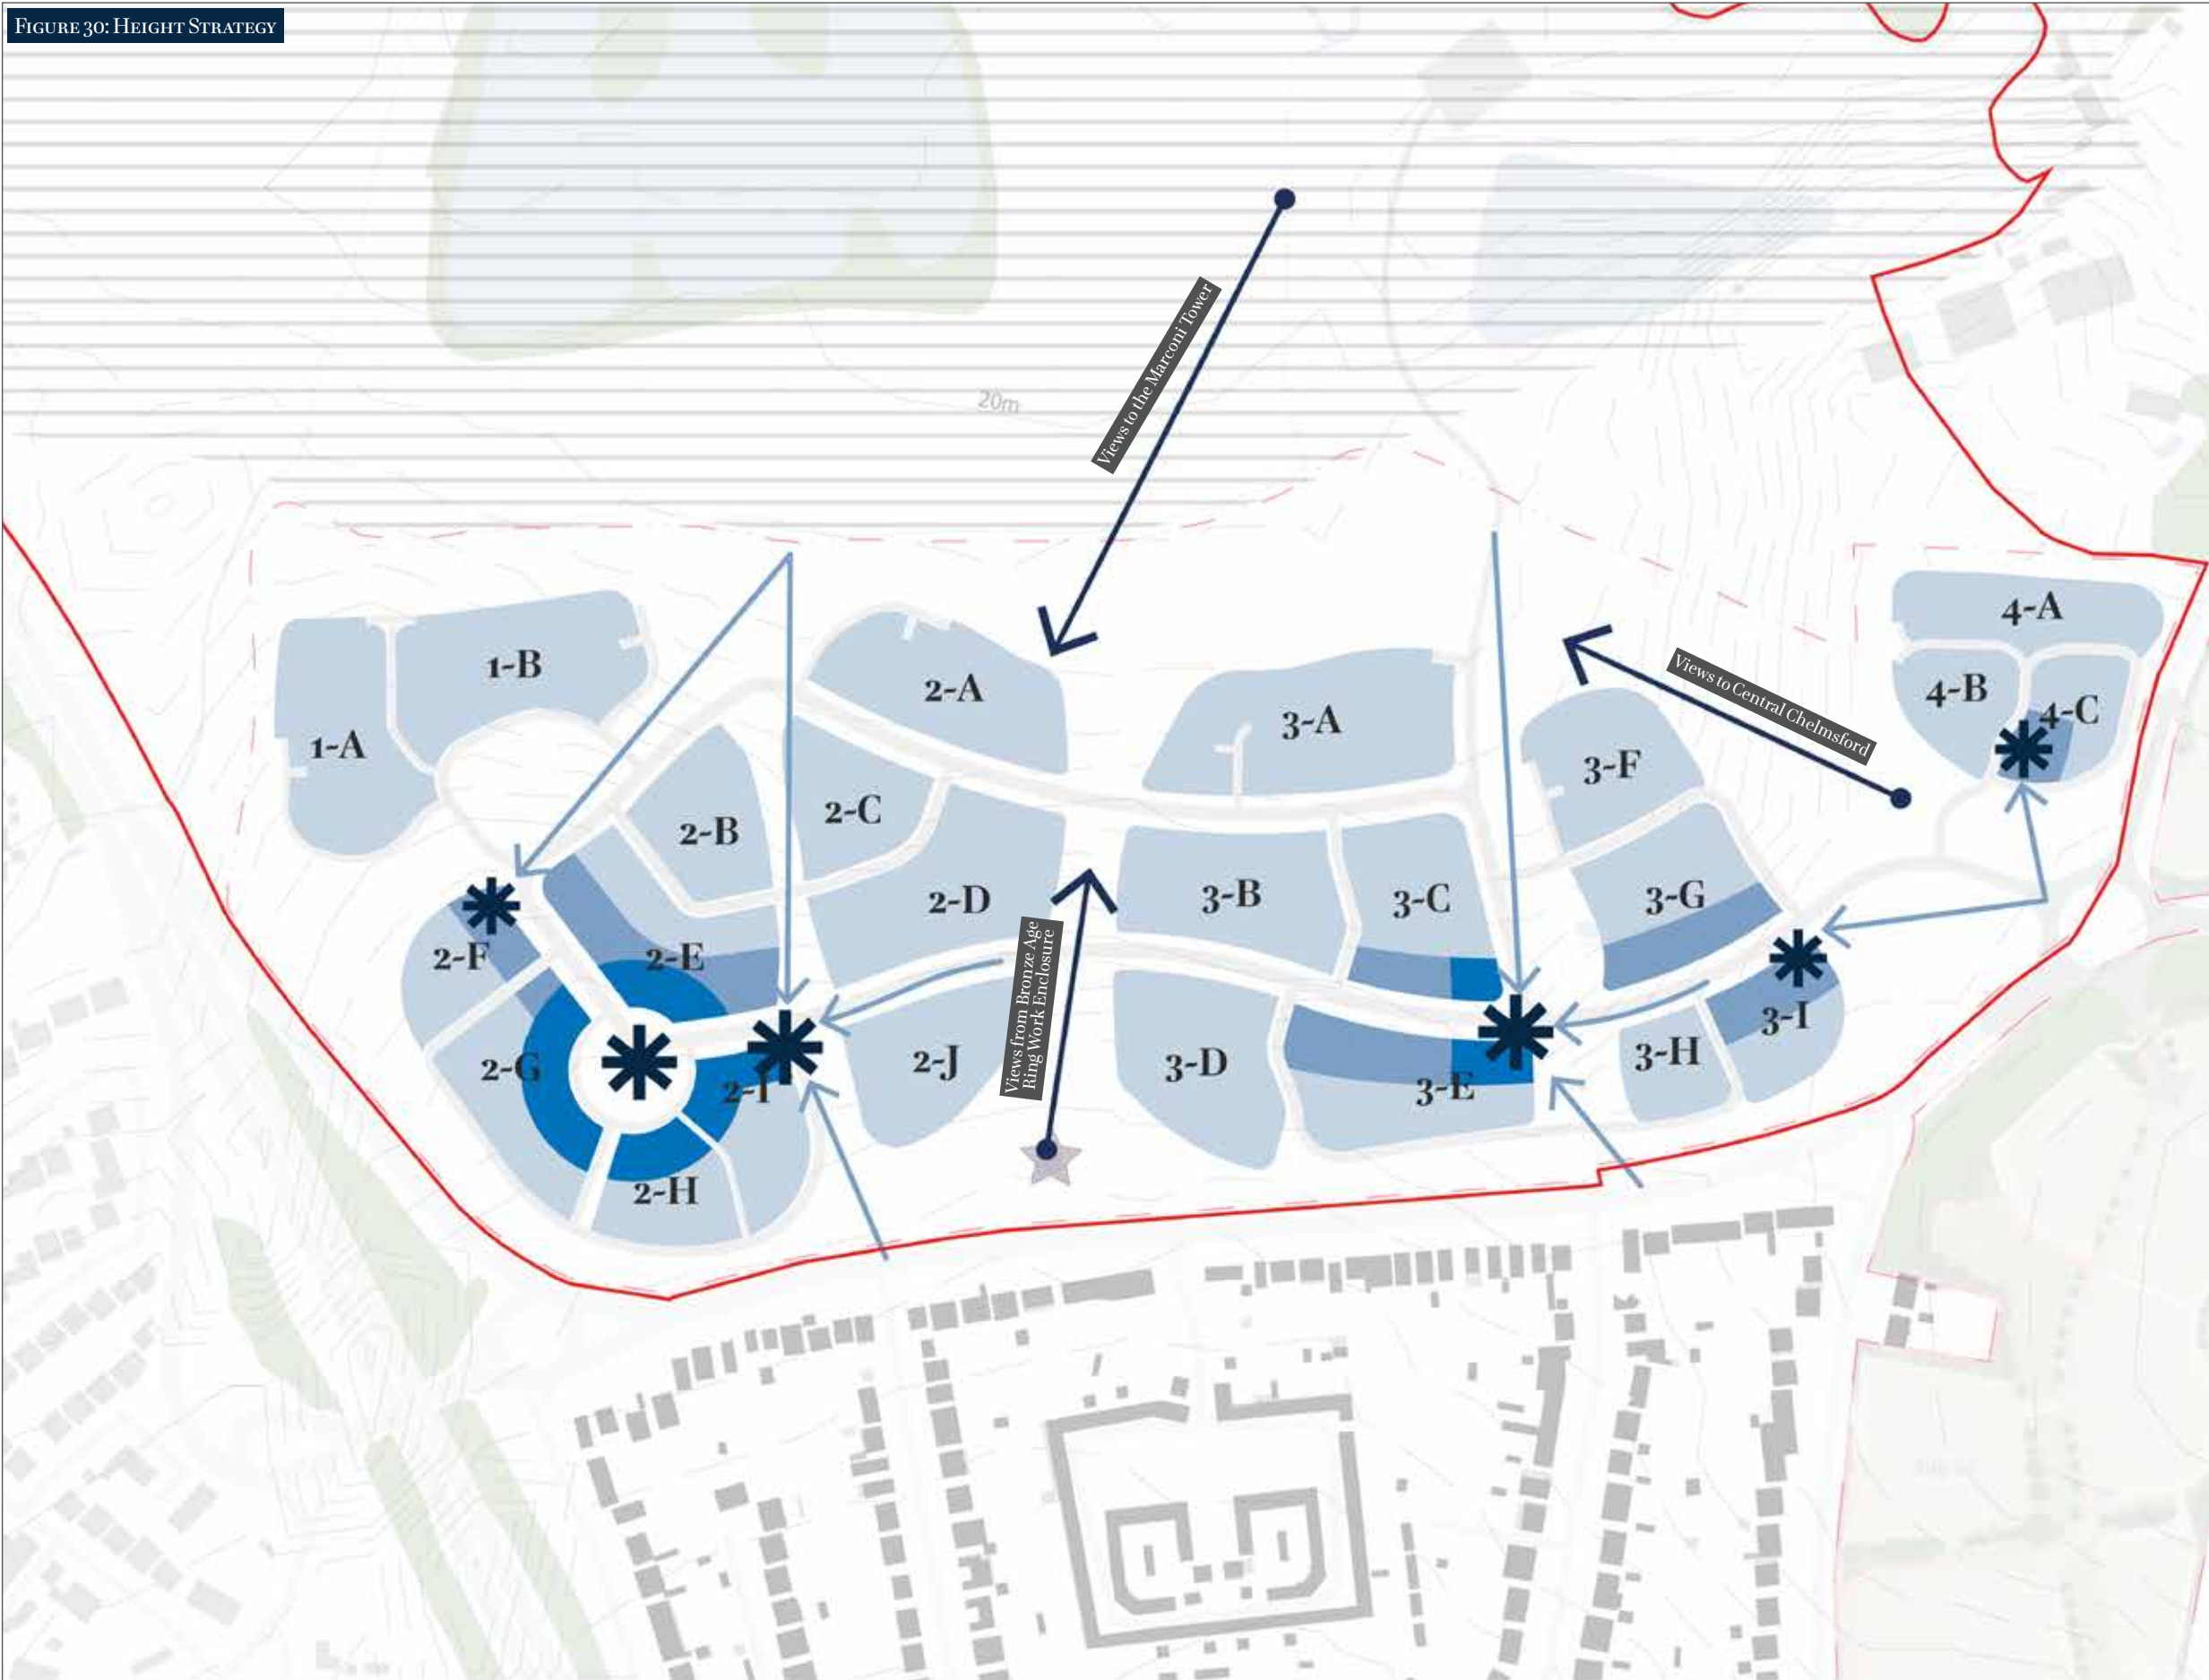 FIGURE 30: HEIGHT STRATEGY
Views to the Marconi Tower
20m
4-A
1-B
2-A
4-B
4-C
Views to Central Chelmsford
3-A
1-A
3-F
2-B
2-C
2-D
3-B
3-C
3-G
2-F
2-E
Views from Bronze Age
Ring Work Enclosure
3-I
2-G
2-I
2-J
3-D
3-E
3-H
2-H